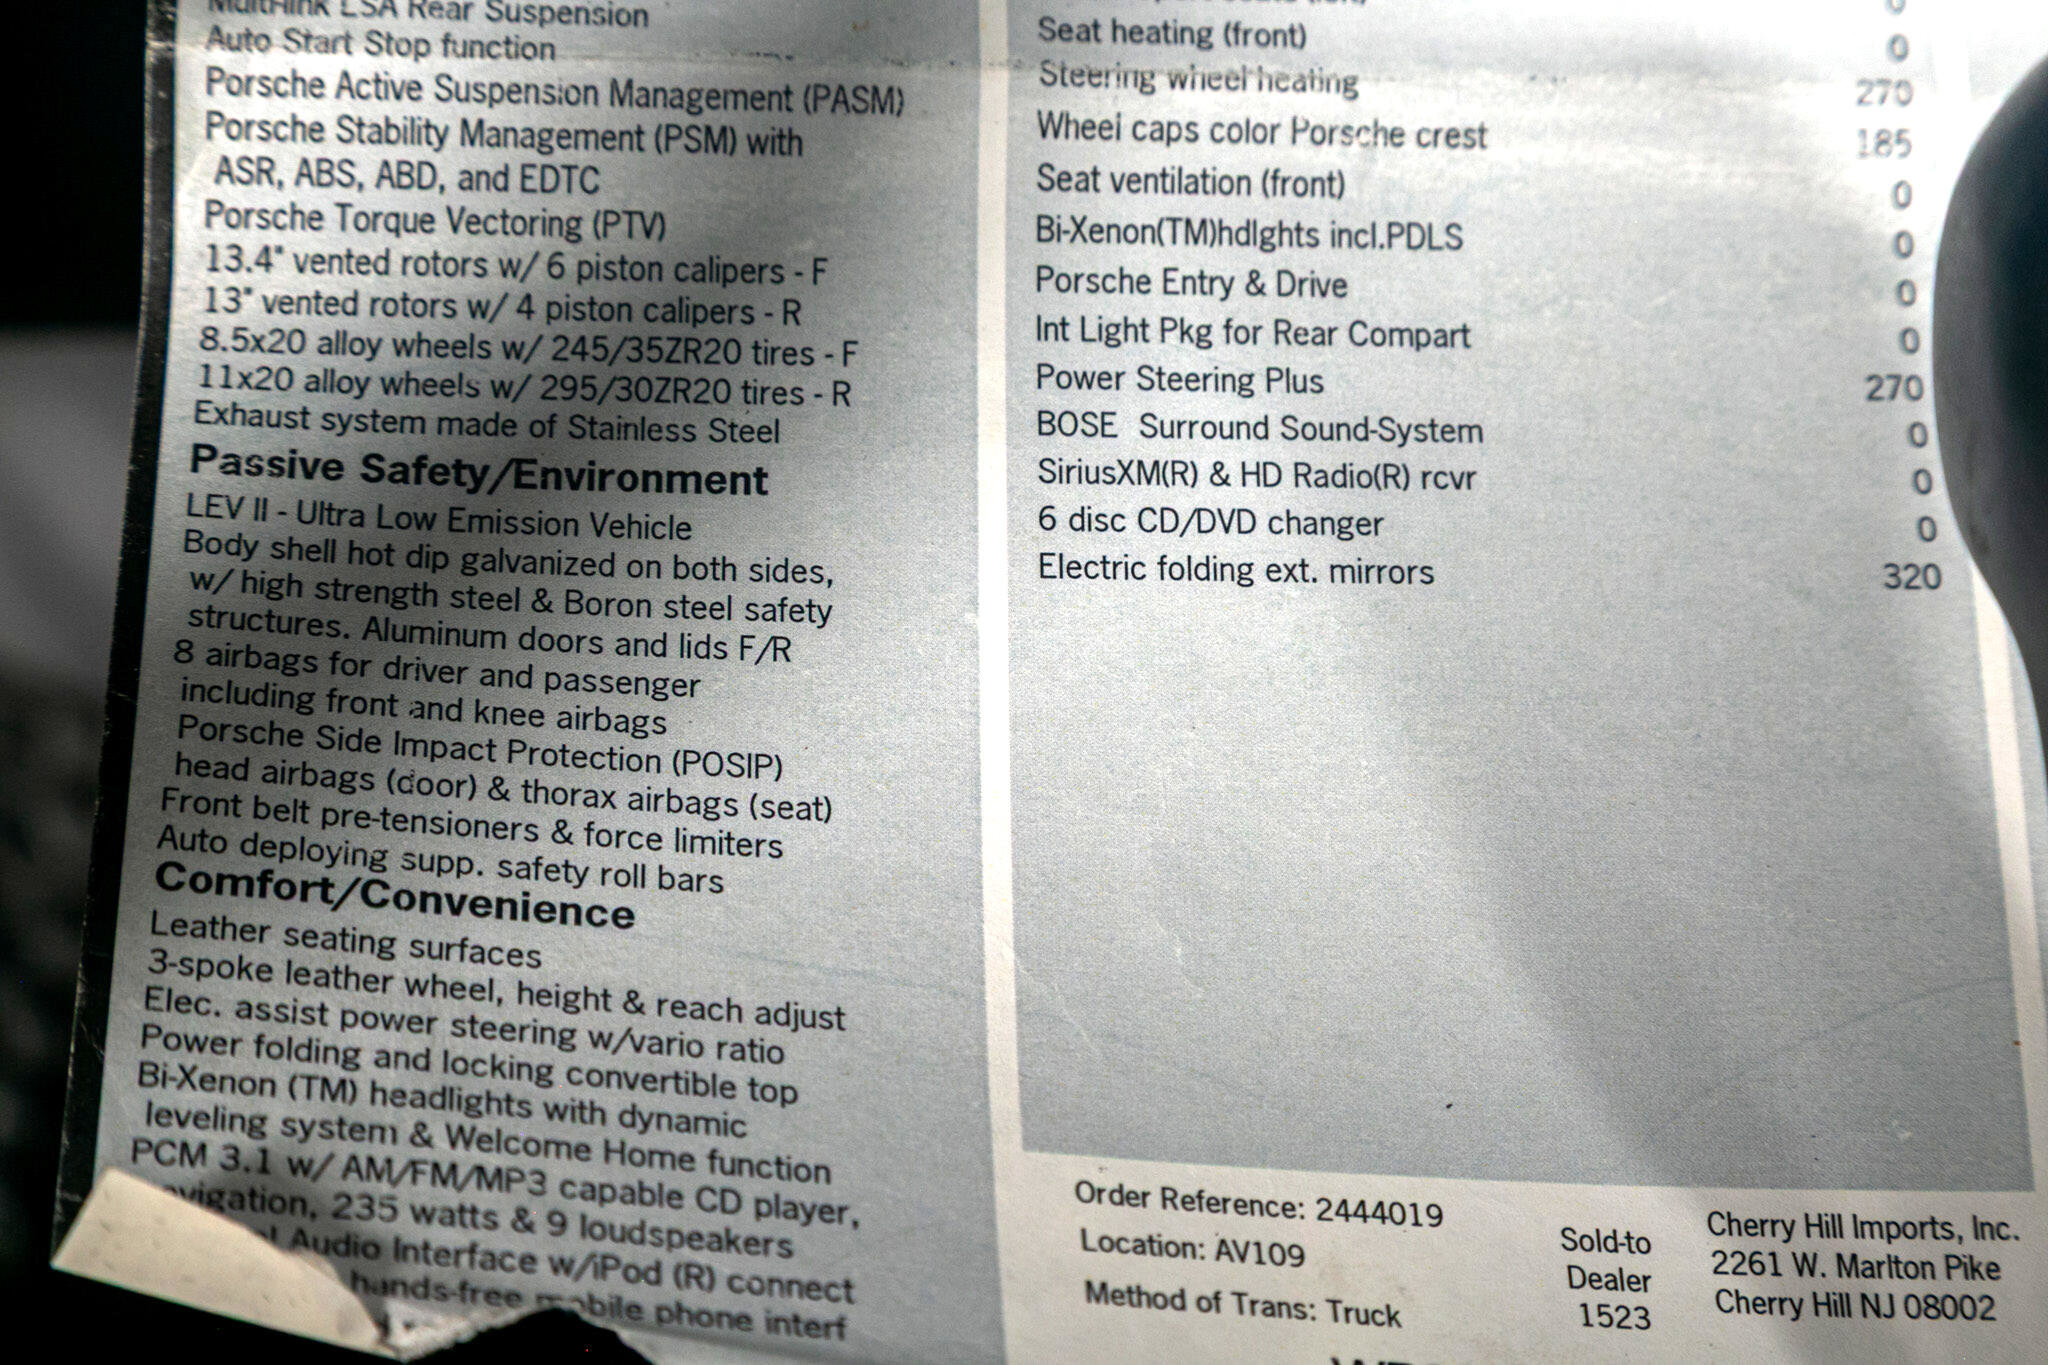 Multi-link LSA Rear Suspension
Auto Start Stop function
Porsche Active Suspension Management (PASM)
Porsche Stability Management (PSM) with
ASR, ABS, ABD, and EDTC
Porsche Torque Vectoring (PTV)
13.4" vented rotors w/ 6 piston calipers - F
13" vented rotors w/ 4 piston calipers - R
8.5x20 alloy wheels w/ 245/35ZR20 tires - F
11x20 alloy wheels w/ 295/30ZR20 tires - R
Exhaust system made of Stainless Steel
Passive Safety/Environment
LEV II - Ultra Low Emission Vehicle
Body shell hot dip galvanized on both sides,
w/ high strength steel & Boron steel safety
structures. Aluminum doors and lids F/R
8 airbags for driver and passenger
including front and knee airbags
Porsche Side Impact Protection (POSIP)
head airbags (door) & thorax airbags (seat)
Front belt pre-tensioners & force limiters
Auto deploying supp. safety roll bars
Comfort/Convenience
Leather seating surfaces
3-spoke leather wheel, height & reach adjust
Elec. assist power steering w/vario ratio
Power folding and locking convertible top
Bi-Xenon (TM) headlights with dynamic
leveling system & Welcome Home function
PCM 3.1 w/ AM/FM/MP3 capable CD player,
vigation, 235 watts & 9 loudspeakers
Audio Interface w/iPod (R) connect
hands-free mobile phone interf
0
Seat heating (front) 0
Steering wheel heating 270
Wheel caps color Porsche crest 185
Seat ventilation (front) 0
Bi-Xenon(TM)hdlghts incl.PDLS 0
Porsche Entry & Drive 0
Int Light Pkg for Rear Compart 0
Power Steering Plus 270
BOSE Surround Sound-System 0
SiriusXM(R) & HD Radio(R) rcvr 0
6 disc CD/DVD changer 0
Electric folding ext. mirrors 320
Order Reference: 2444019
Location: AV109
Method of Trans: Truck
Sold-to
Dealer
1523
Cherry Hill Imports, Inc.
2261 W. Marlton Pike
Cherry Hill NJ 08002